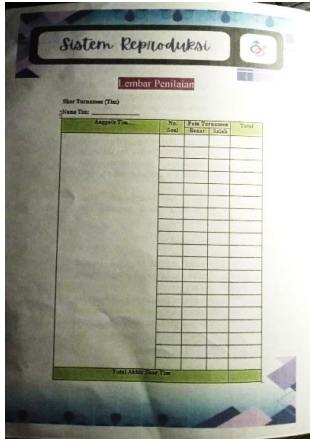 Sistem Reproduksi
Lembar Penilaian
Skor Turnamen (Tim)
Nama Tim:
Anggota Tim.... No. Poin Turnamen Total
Soal Benar Salah
Total Akhir Skor Tim